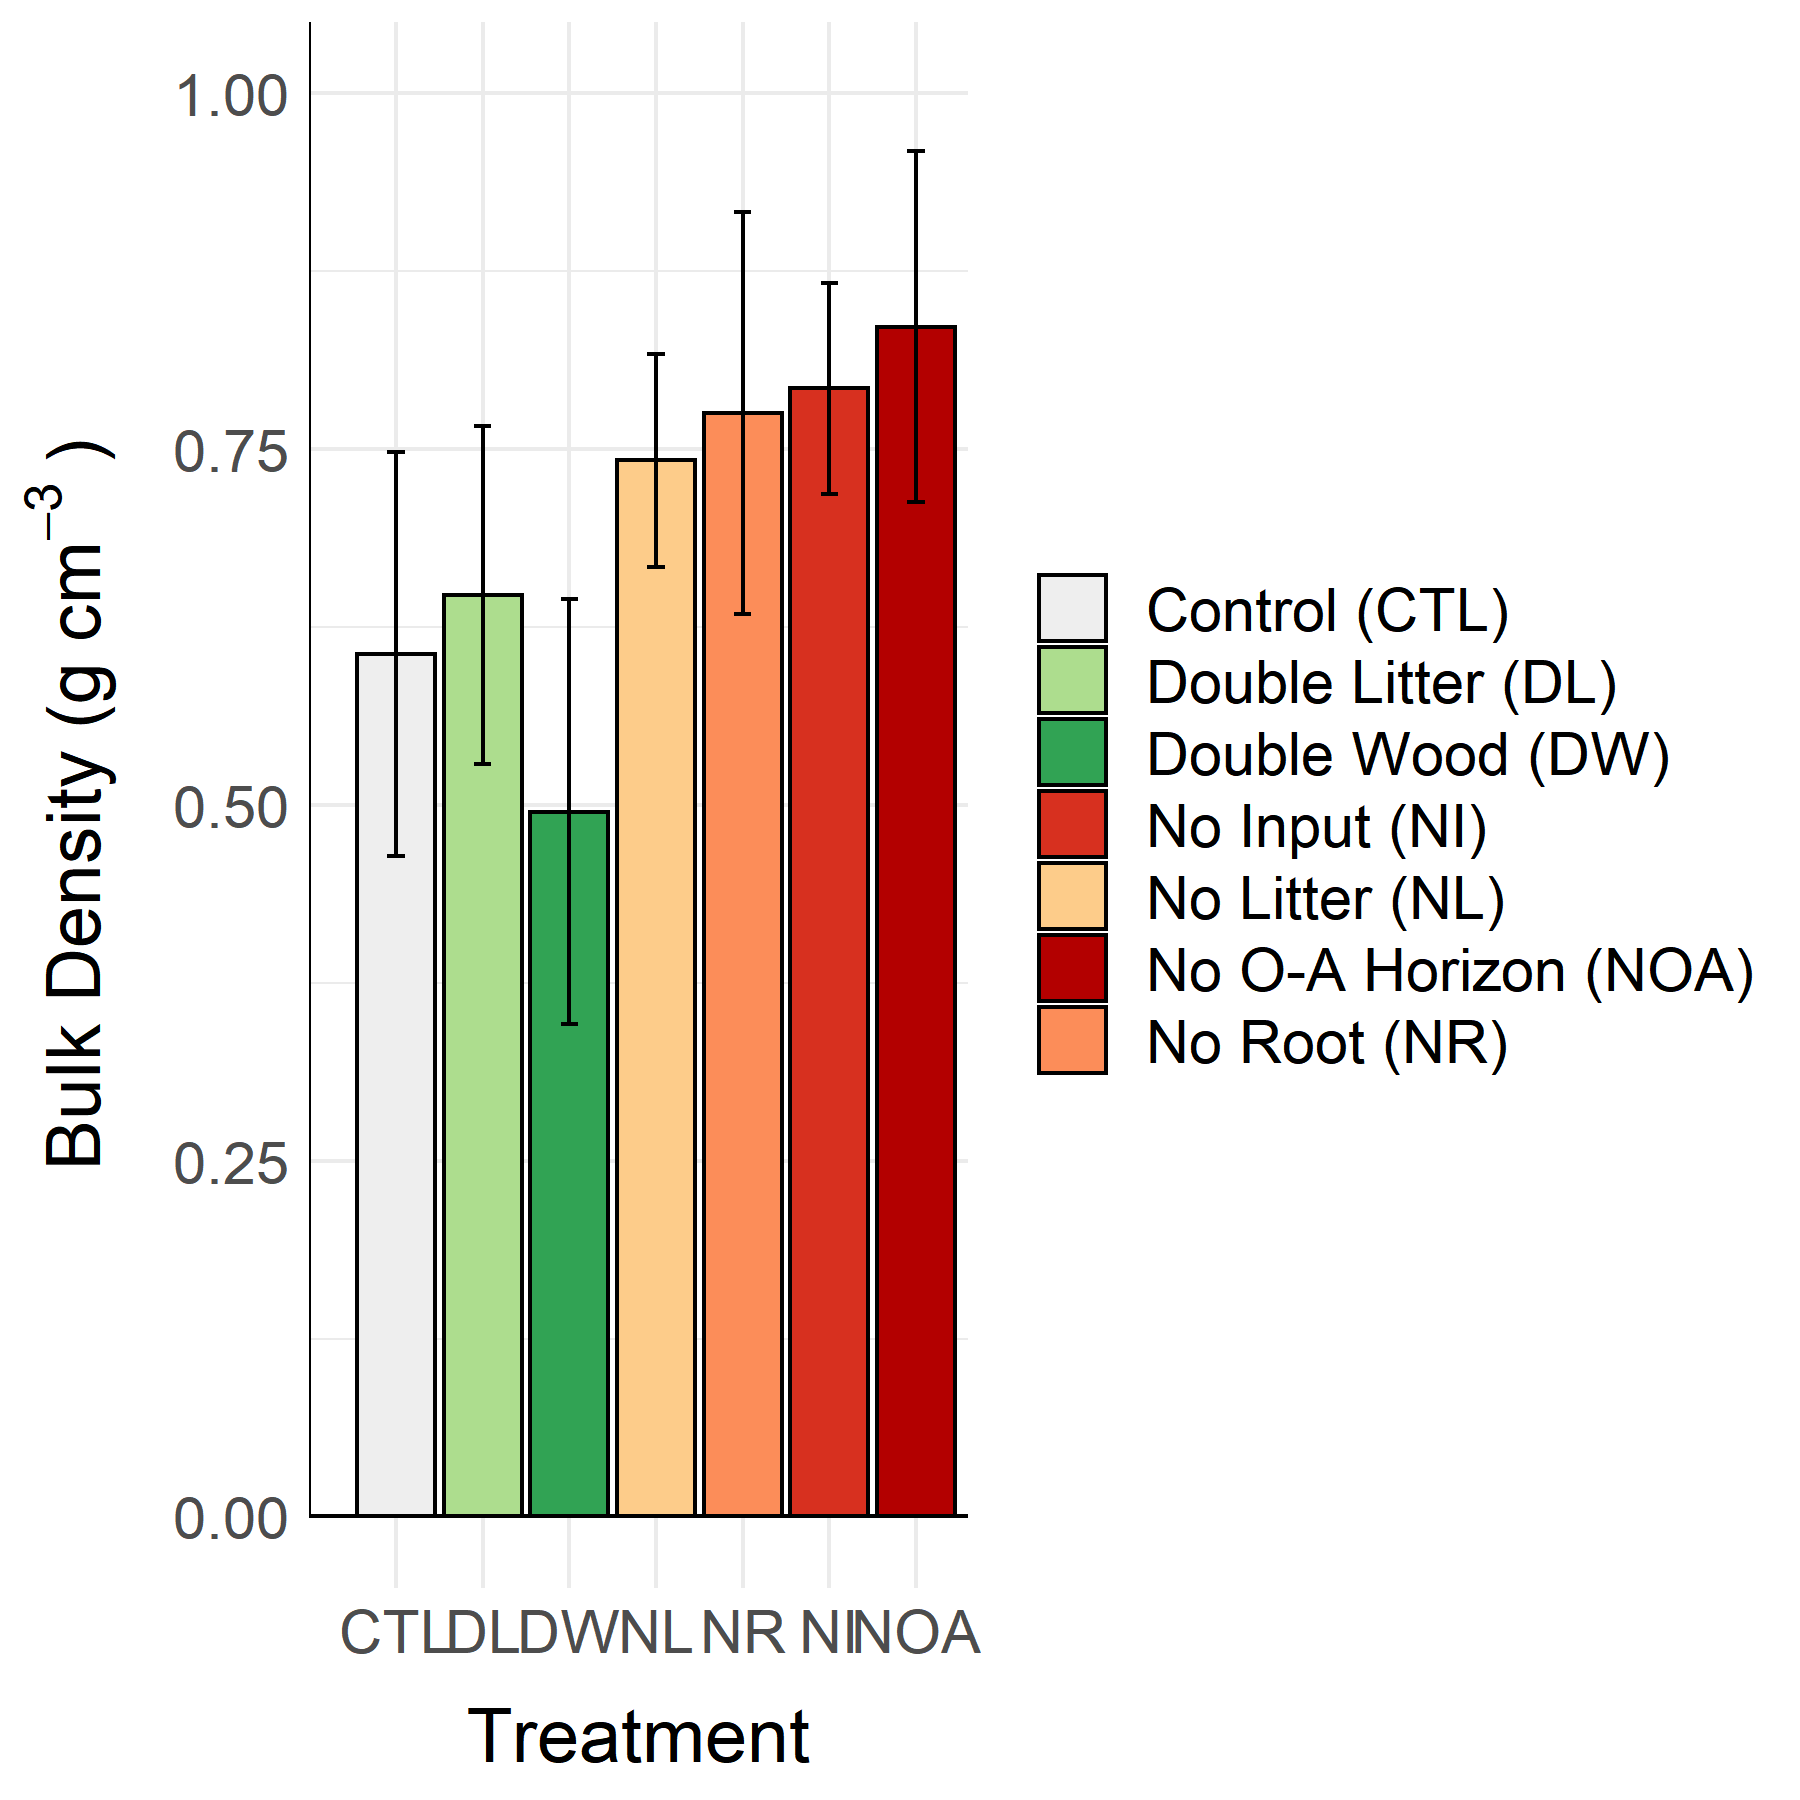 1.00
0.75
0.50
0.25
0.00
Bulk Density (g cm⁻³)
CTL DL DW NL NR NI NOA
Treatment
Control (CTL)
Double Litter (DL)
Double Wood (DW)
No Input (NI)
No Litter (NL)
No O-A Horizon (NOA)
No Root (NR)